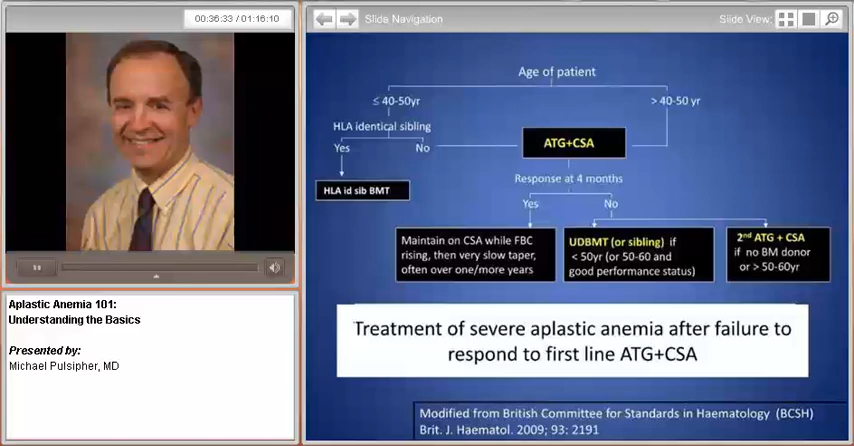 00:36:33 / 01:16:10
Slide Navigation
Slide View:
Aplastic Anemia 101:
Understanding the Basics
Presented by:
Michael Pulsipher, MD
Age of patient
≤ 40-50yr
> 40-50 yr
HLA identical sibling
Yes
No
ATG+CSA
HLA id sib BMT
Response at 4 months
Yes
No
Maintain on CSA while FBC
rising, then very slow taper,
often over one/more years
UDBMT (or sibling) if
< 50yr (or 50-60 and
good performance status)
2nd ATG + CSA
if no BM donor
or > 50-60yr
Treatment of severe aplastic anemia after failure to
respond to first line ATG+CSA
Modified from British Committee for Standards in Haematology (BCSH)
Brit. J. Haematol. 2009; 93: 2191